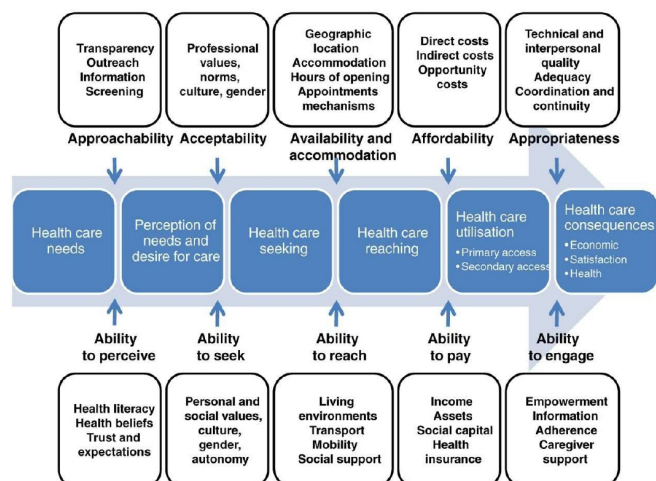 Transparency
Outreach
Information
Screening
Professional
values,
norms,
culture, gender
Geographic
location
Accommodation
Hours of opening
Appointments
mechanisms
Direct costs
Indirect costs
Opportunity
costs
Technical and
interpersonal
quality
Adequacy
Coordination and
continuity
Approachability
Acceptability
Availability and
accommodation
Affordability
Appropriateness
Health care
needs
Perception of
needs and
desire for care
Health care
seeking
Health care
reaching
Health care
utilisation
• Primary access
• Secondary access
Health care
consequences
• Economic
• Satisfaction
• Health
Ability
to perceive
Ability
to seek
Ability
to reach
Ability
to pay
Ability
to engage
Health literacy
Health beliefs
Trust and
expectations
Personal and
social values,
culture,
gender,
autonomy
Living
environments
Transport
Mobility
Social support
Income
Assets
Social capital
Health
insurance
Empowerment
Information
Adherence
Caregiver
support